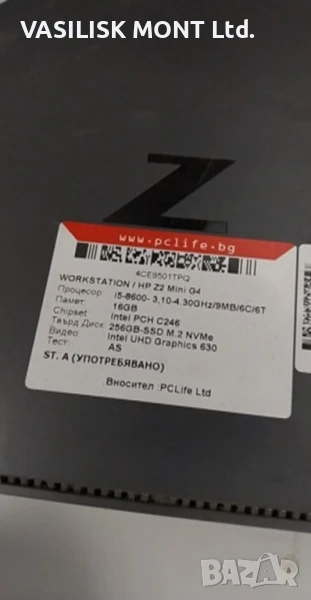 VASILISK MONT Ltd.
Z
www.pclife.bg
4CE9501TPQ
WORKSTATION / HP Z2 Mini G4
Процесор i5-8600- 3,10-4.30GHz/9MB/6C/6T
Памет: 16GB
Chipset Intel PCH C246
Твърд Диск: 256GB-SSD M.2 NVMe
Видео Intel UHD Graphics 630
Тест: AS
ST. A (УПОТРЕБЯВАНО)
Вносител :PCLife Ltd
BAZAR